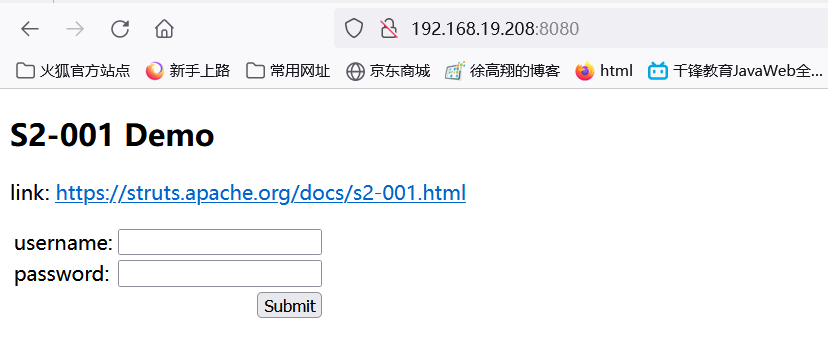 192.168.19.208:8080
火狐官方站点 新手上路 常用网址 京东商城 徐高翔的博客 html 千锋教育JavaWeb全...
S2-001 Demo
link: https://struts.apache.org/docs/s2-001.html
username:
password:
Submit